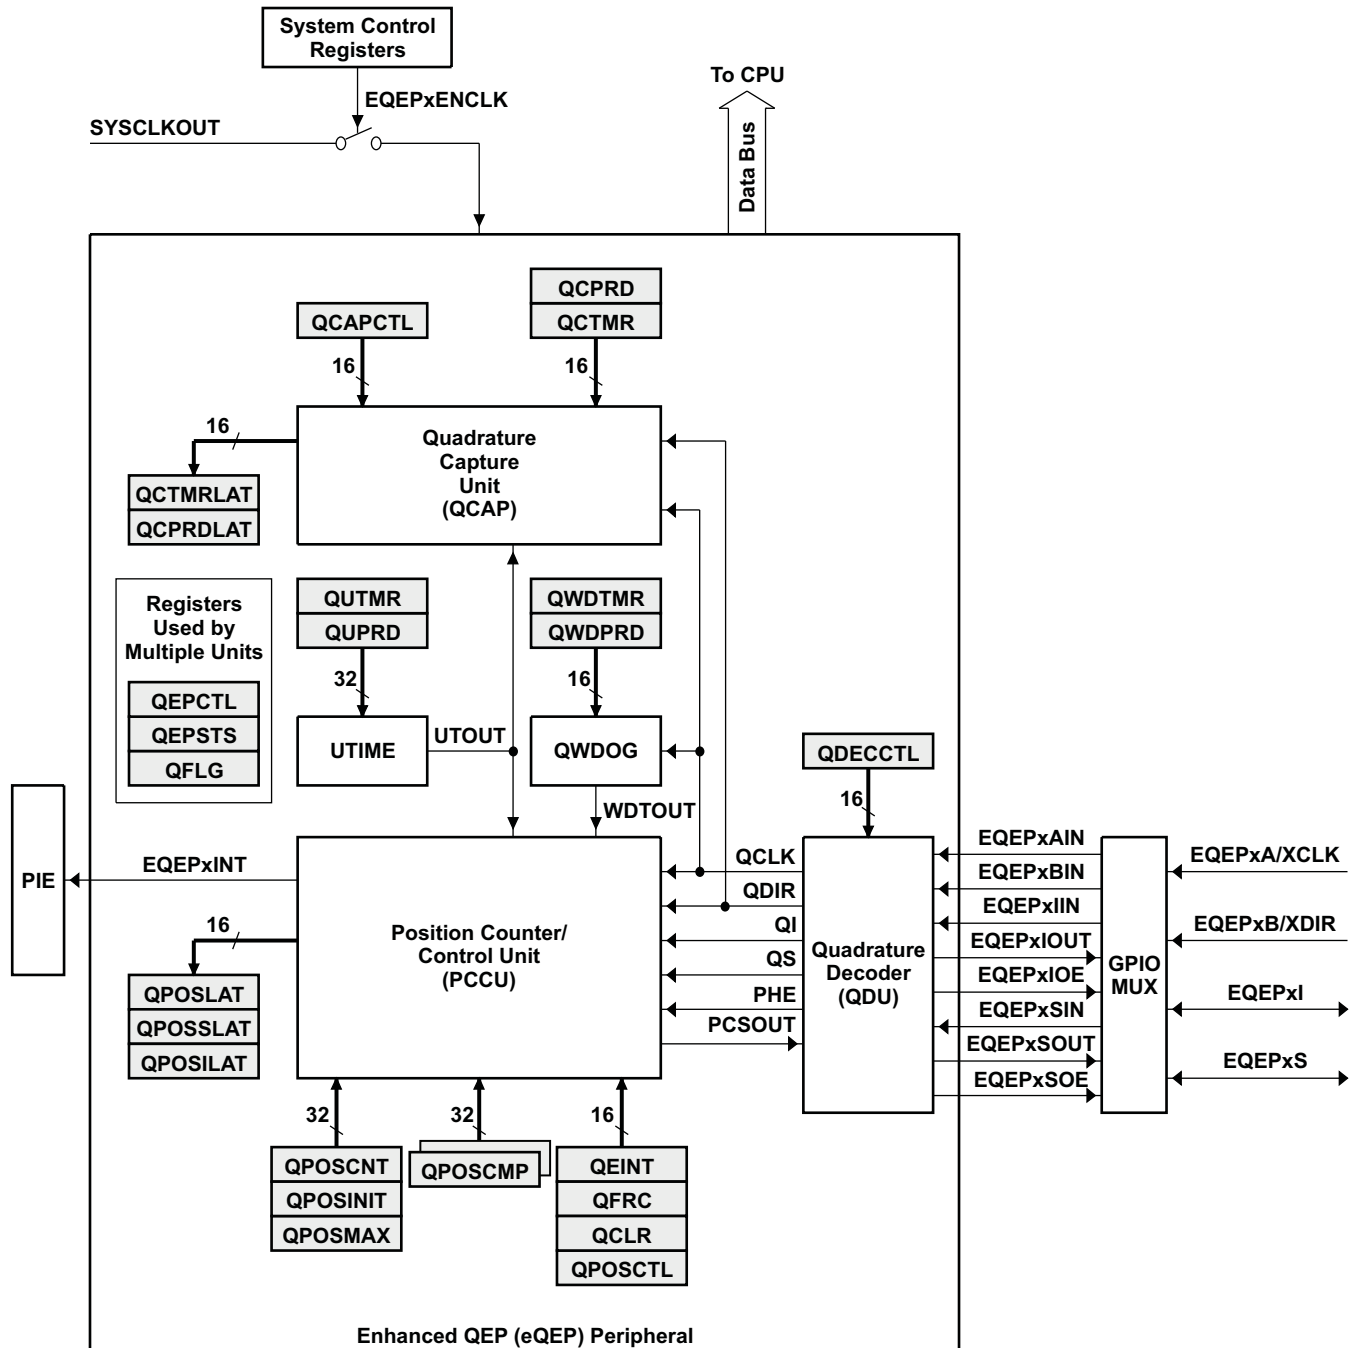 System Control
Registers
To CPU
EQEPxENCLK
SYSCLKOUT
Data Bus
QCPRD
QCAPCTL
QCTMR
16
16
16
Quadrature
Capture
Unit
(QCAP)
QCTMRLAT
QCPRDLAT
Registers
Used by
Multiple Units
QEPCTL
QEPSTS
QFLG
QUTMR
QUPRD
QWDTMR
QWDPRD
32
16
UTIME
UTOUT
QWDOG
QDECCTL
WDTOUT
16
PIE
EQEPxINT
16
Position Counter/
Control Unit
(PCCU)
QCLK
QDIR
QI
QS
PHE
PCSOUT
Quadrature
Decoder
(QDU)
EQEPxAIN
EQEPxBIN
EQEPxIIN
EQEPxIOUT
EQEPxIOE
EQEPxSIN
EQEPxSOUT
EQEPxSOE
GPIO
MUX
EQEPxA/XCLK
EQEPxB/XDIR
EQEPxI
EQEPxS
QPOSLAT
QPOSSLAT
QPOSILAT
32
32
16
QPOSCNT
QPOSINIT
QPOSMAX
QPOSCMP
QEINT
QFRC
QCLR
QPOSCTL
Enhanced QEP (eQEP) Peripheral